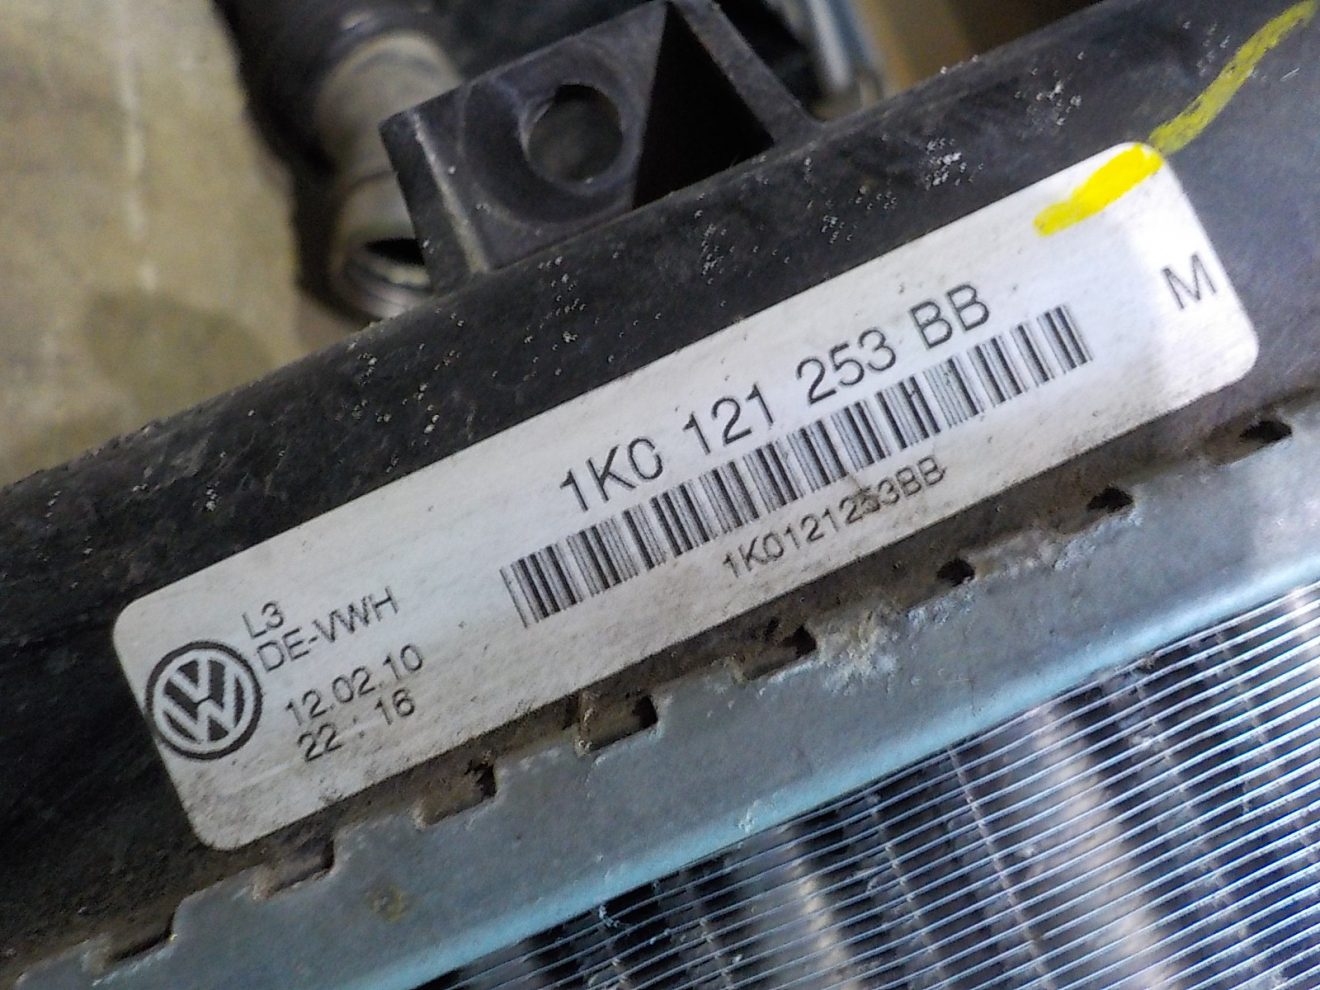 1K0 121 253 BB
M
1K0121253BB
L3
DE-VWH
12.02.10
22 : 16